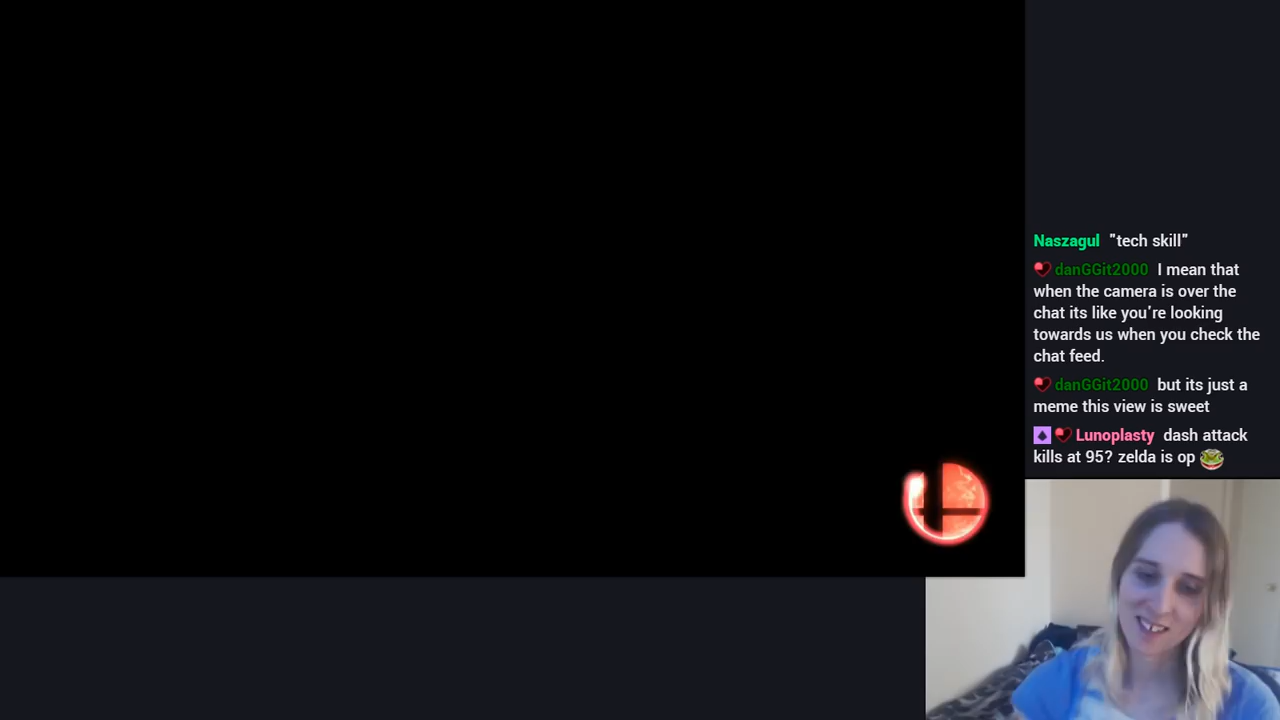 Naszagul "tech skill"
danGGit2000 I mean that
when the camera is over the
chat its like you're looking
towards us when you check the
chat feed.
danGGit2000 but its just a
meme this view is sweet
Lunoplasty dash attack
kills at 95? zelda is op